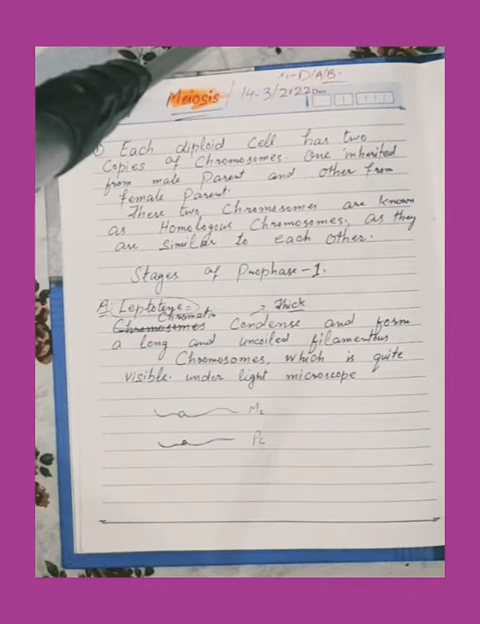 XI-D/A/B.
Meiosis 14-3/2022
Each diploid Cell has two
Copies of Chromosomes. One inherited
from male Parent and other from
female Parent.
These two Chromosomes are known
as Homologous Chromosomes, as they
are Similar to each other.
Stages of Prophase-1.
A: Leptotene:-
Chromatin → Thick
Chromosomes Condense and form
a long and uncoiled filamentous
Chromosomes, which is quite
visible under light microscope
Mc
Pc